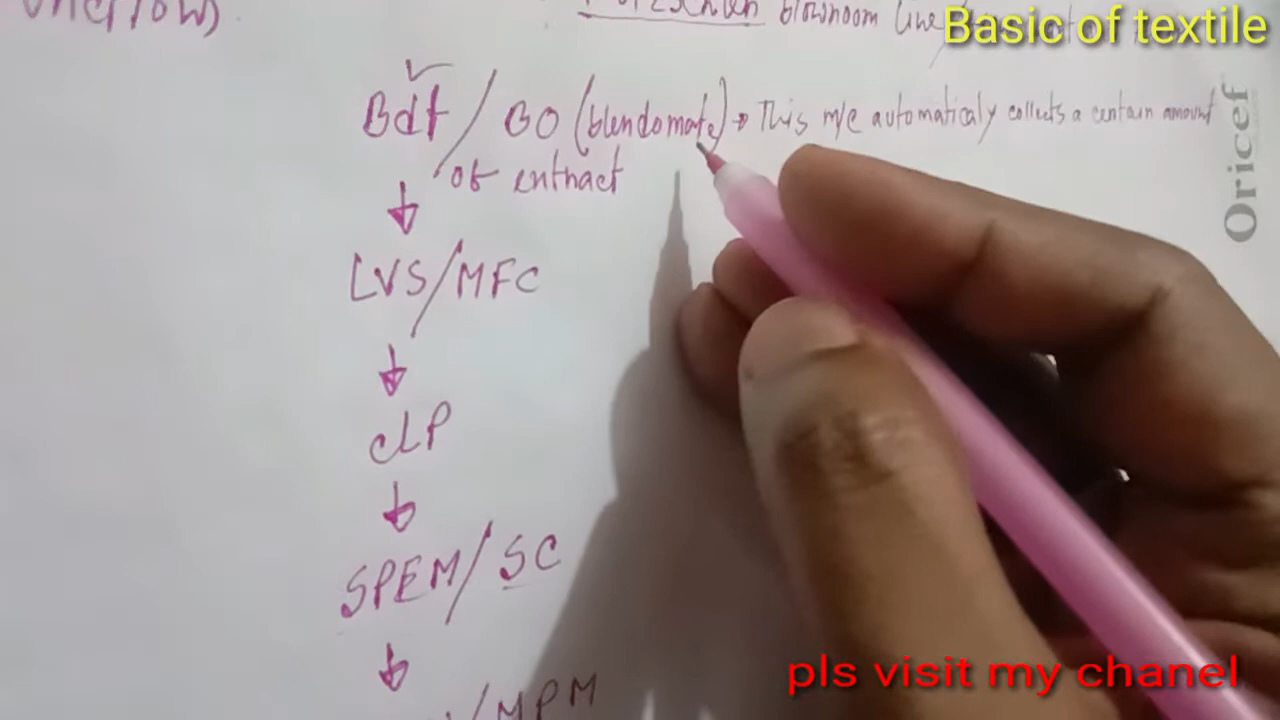 blowroom line
Basic of textile
Bdt / BO (blendomate) → This m/c automaticaly collects a certain amount
of extract
↓
LVS/MFC
↓
CLP
↓
SPEM/SC
↓
/MPM
Oricef
pls visit my chanel